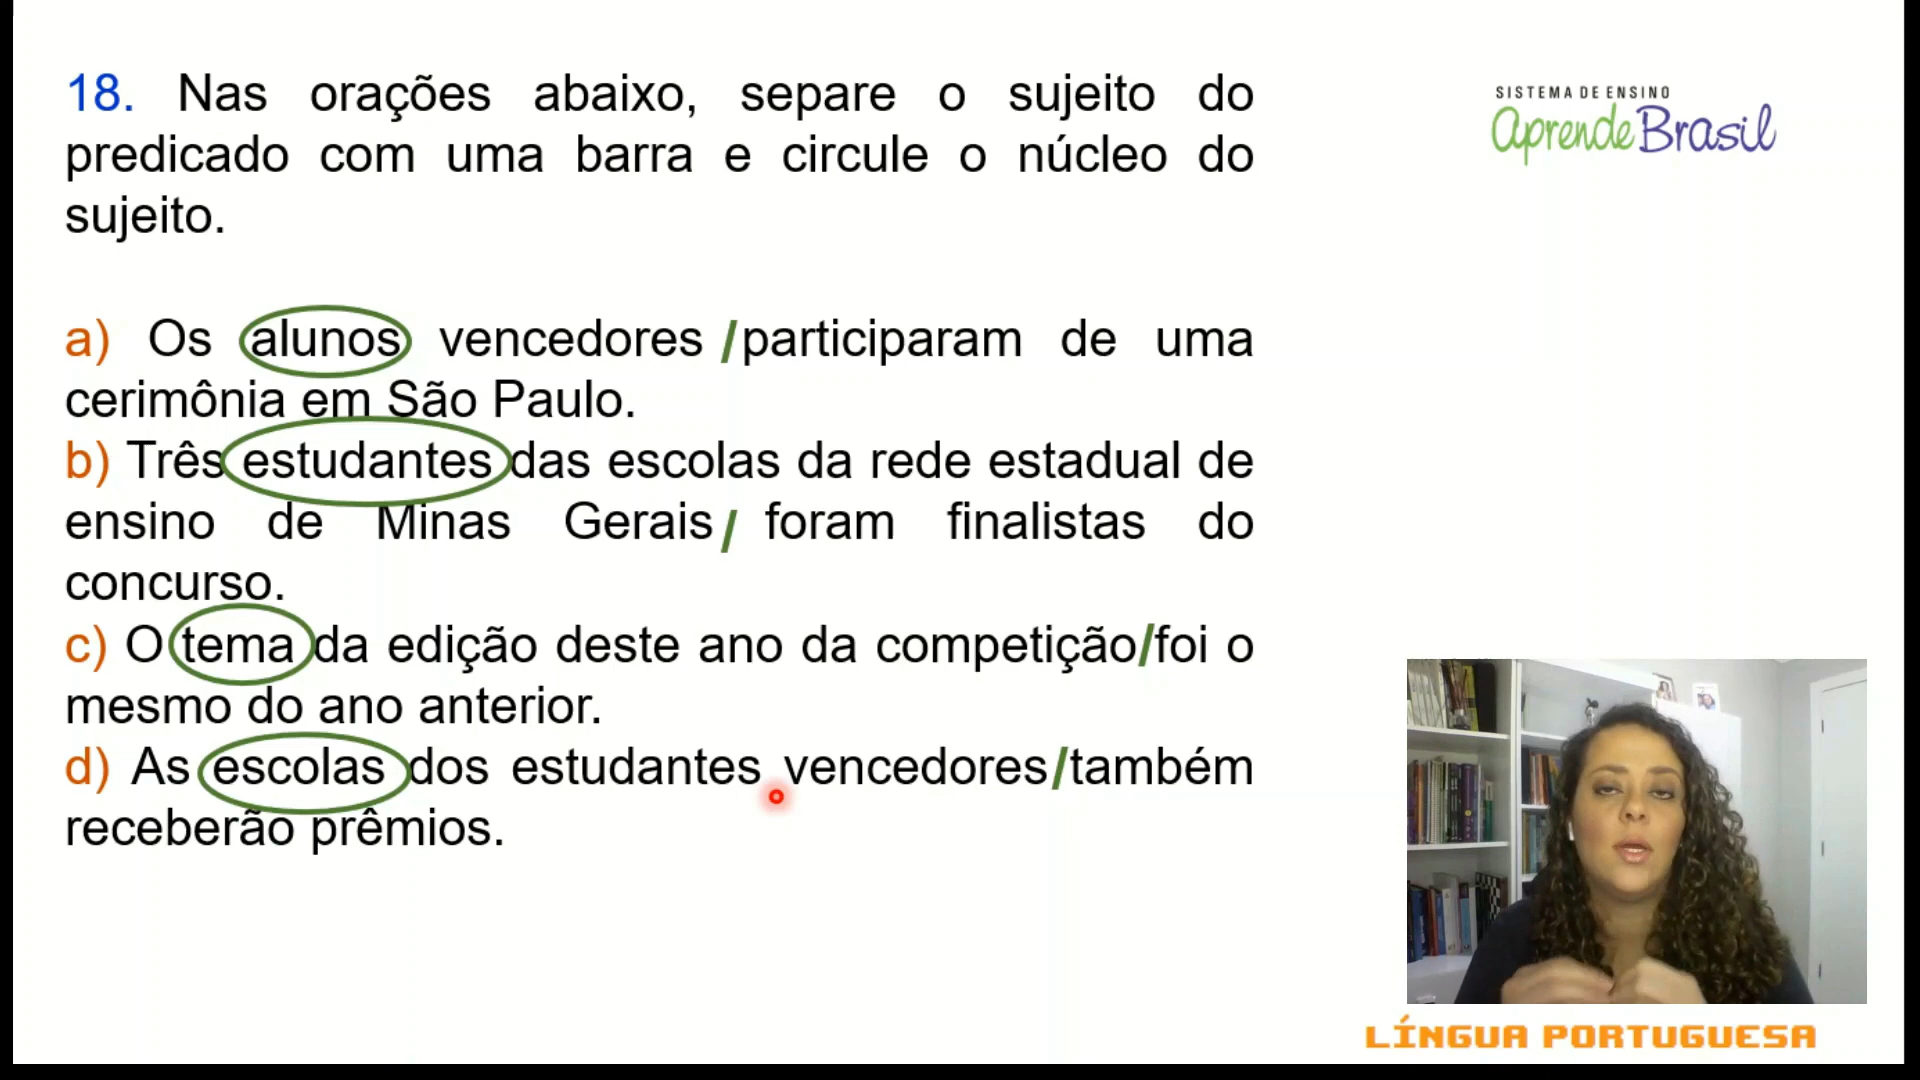 18. Nas orações abaixo, separe o sujeito do
predicado com uma barra e circule o núcleo do
sujeito.
SISTEMA DE ENSINO
aprende Brasil
a) Os alunos vencedores /participaram de uma
cerimônia em São Paulo.
b) Três estudantes das escolas da rede estadual de
ensino de Minas Gerais/ foram finalistas do
concurso.
c) O tema da edição deste ano da competição/foi o
mesmo do ano anterior.
d) As escolas dos estudantes vencedores/também
receberão prêmios.
LÍNGUA PORTUGUESA